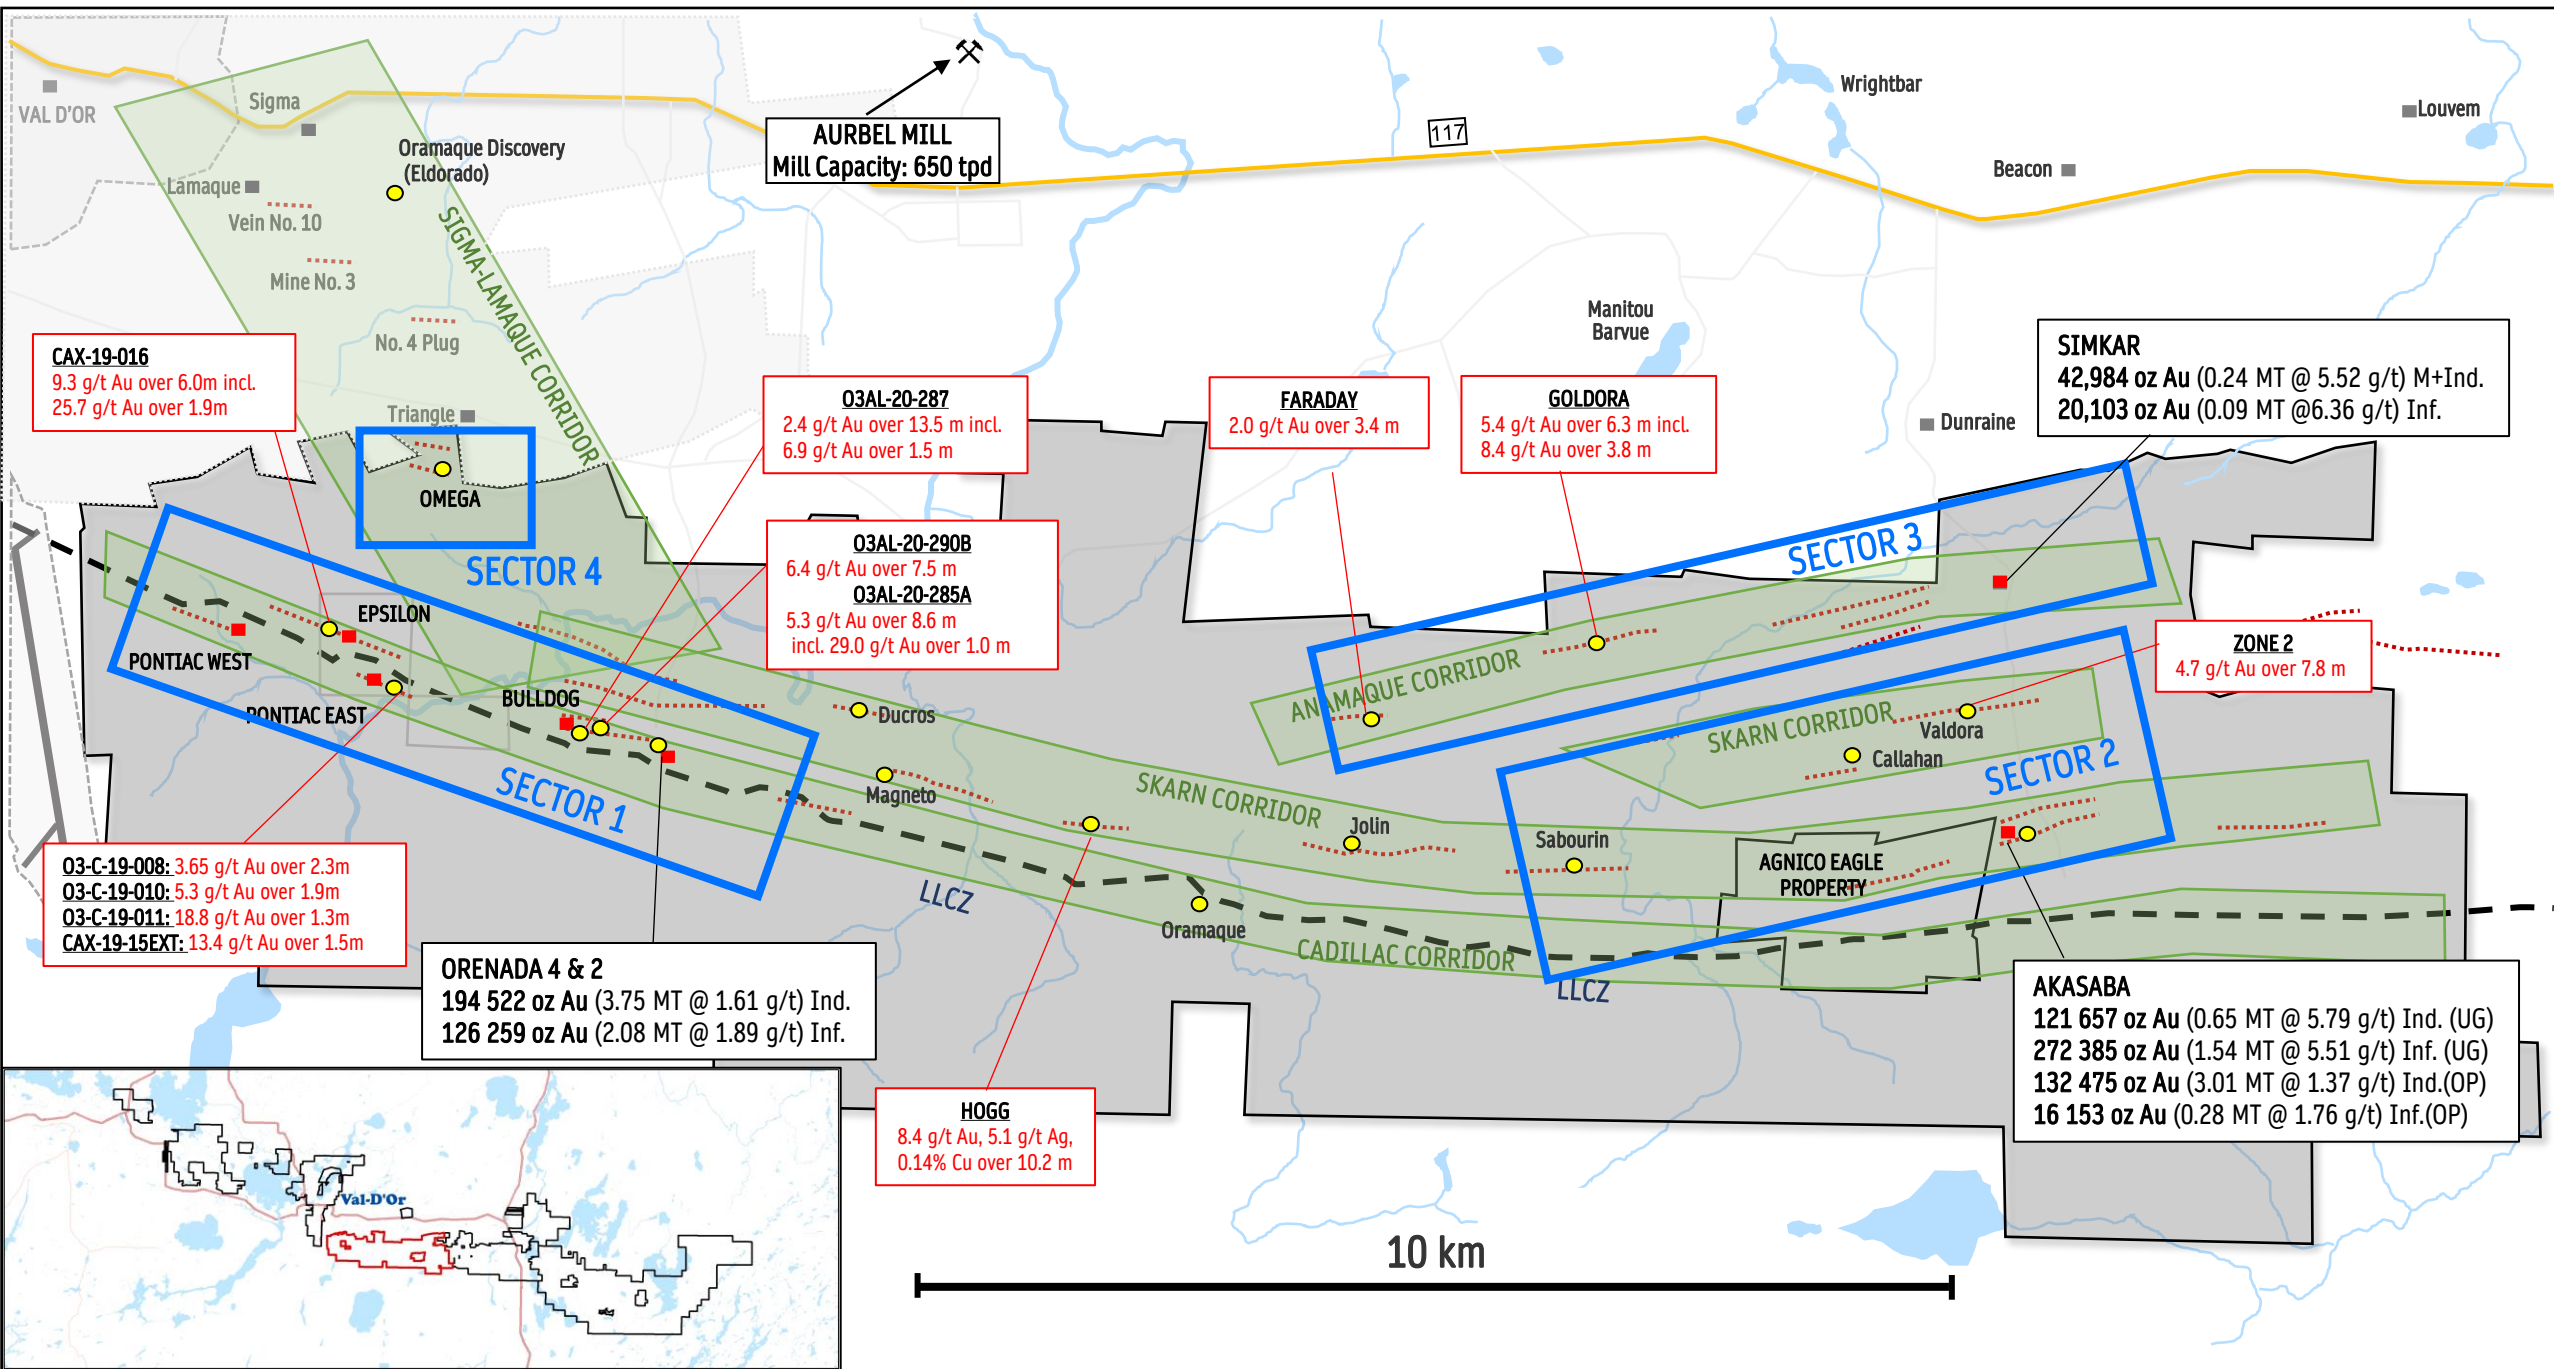 VAL D'OR
Sigma
Lamaque
Vein No. 10
Mine No. 3
No. 4 Plug
Triangle
Oramaque Discovery
(Eldorado)
SIGMA-LAMAQUE CORRIDOR
AURBEL MILL
Mill Capacity: 650 tpd
117
Wrightbar
Louvem
Beacon
Manitou
Barvue
Dunraine
CAX-19-016
9.3 g/t Au over 6.0m incl.
25.7 g/t Au over 1.9m
O3AL-20-287
2.4 g/t Au over 13.5 m incl.
6.9 g/t Au over 1.5 m
FARADAY
2.0 g/t Au over 3.4 m
GOLDORA
5.4 g/t Au over 6.3 m incl.
8.4 g/t Au over 3.8 m
SIMKAR
42,984 oz Au (0.24 MT @ 5.52 g/t) M+Ind.
20,103 oz Au (0.09 MT @6.36 g/t) Inf.
OMEGA
SECTOR 4
O3AL-20-290B
6.4 g/t Au over 7.5 m
O3AL-20-285A
5.3 g/t Au over 8.6 m
incl. 29.0 g/t Au over 1.0 m
SECTOR 3
EPSILON
PONTIAC WEST
PONTIAC EAST
BULLDOG
SECTOR 1
Ducros
Magneto
ANAMAQUE CORRIDOR
ZONE 2
4.7 g/t Au over 7.8 m
SKARN CORRIDOR
Valdora
Callahan
SECTOR 2
SKARN CORRIDOR
Jolin
Sabourin
AGNICO EAGLE
PROPERTY
O3-C-19-008: 3.65 g/t Au over 2.3m
O3-C-19-010: 5.3 g/t Au over 1.9m
O3-C-19-011: 18.8 g/t Au over 1.3m
CAX-19-15EXT: 13.4 g/t Au over 1.5m
LLCZ
Oramaque
CADILLAC CORRIDOR
LLCZ
ORENADA 4 & 2
194 522 oz Au (3.75 MT @ 1.61 g/t) Ind.
126 259 oz Au (2.08 MT @ 1.89 g/t) Inf.
AKASABA
121 657 oz Au (0.65 MT @ 5.79 g/t) Ind. (UG)
272 385 oz Au (1.54 MT @ 5.51 g/t) Inf. (UG)
132 475 oz Au (3.01 MT @ 1.37 g/t) Ind.(OP)
16 153 oz Au (0.28 MT @ 1.76 g/t) Inf.(OP)
HOGG
8.4 g/t Au, 5.1 g/t Ag,
0.14% Cu over 10.2 m
Val-D'Or
10 km